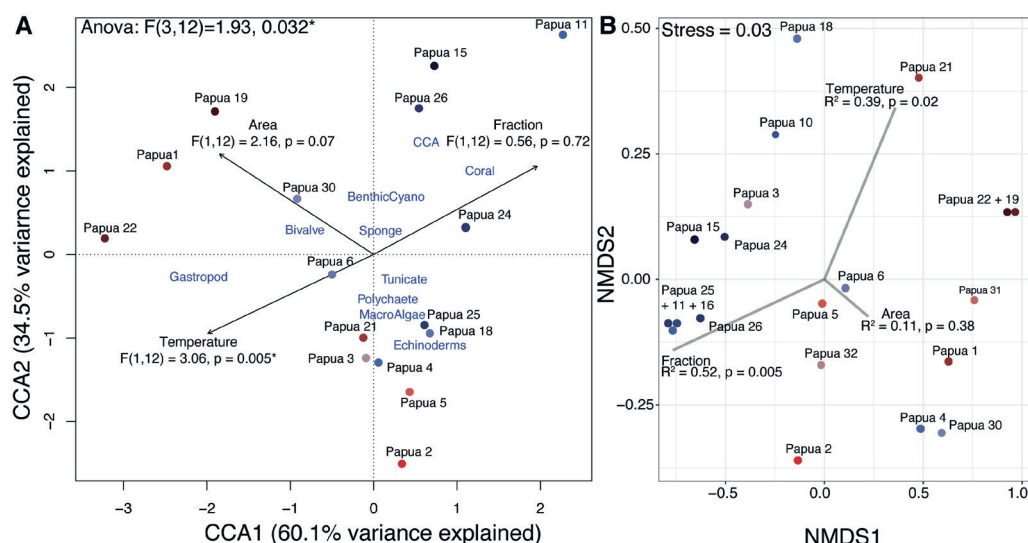 A
Anova: F(3,12)=1.93, 0.032*
Papua 11
Papua 15
Papua 26
Papua 19
Area
F(1,12) = 2.16, p = 0.07
Fraction
CCA
F(1,12) = 0.56, p = 0.72
Papua1
Coral
Papua 30
BenthicCyano
Papua 24
Papua 22
Bivalve
Sponge
Papua 6
Gastropod
Tunicate
Polychaete
MacroAlgae
Papua 25
Papua 21
Papua 18
Temperature
F(1,12) = 3.06, p = 0.005*
Echinoderms
Papua 3
Papua 4
Papua 5
Papua 2
2
1
0
−1
−2
−3
−2
−1
0
1
2
CCA2 (34.5% variance explained)
CCA1 (60.1% variance explained)
B
Stress = 0.03
Papua 18
Papua 21
Temperature
R² = 0.39, p = 0.02
Papua 10
Papua 3
Papua 22 + 19
Papua 15
Papua 24
Papua 6
Papua 25
+ 11 + 16
Papua 31
Papua 5
Area
R² = 0.11, p = 0.38
Papua 26
Fraction
R² = 0.52, p = 0.005
Papua 32
Papua 1
Papua 4
Papua 30
Papua 2
0.50
0.25
0.00
−0.25
−0.5
0.0
0.5
1.0
NMDS2
NMDS1